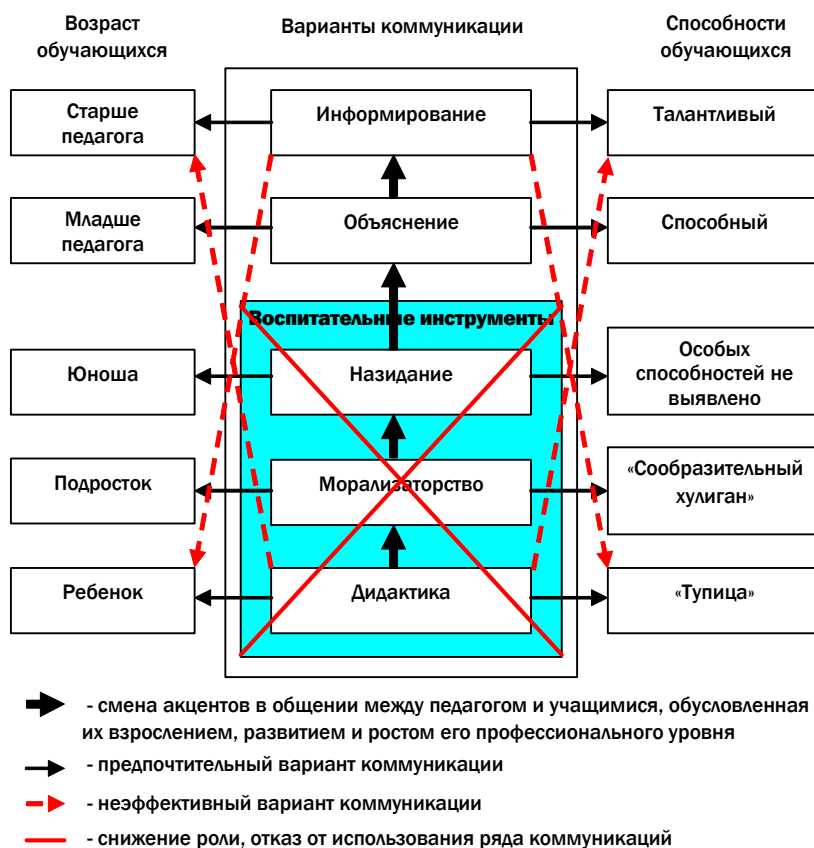 Возраст
обучающихся
Варианты коммуникации
Способности
обучающихся
Старше
педагога
Информирование
Талантливый
Младше
педагога
Объяснение
Способный
Воспитательные инструменты
Юноша
Назидание
Особых
способностей не
выявлено
Подросток
Морализаторство
«Сообразительный
хулиган»
Ребенок
Дидактика
«Тупица»
- смена акцентов в общении между педагогом и учащимися, обусловленная
их взрослением, развитием и ростом его профессионального уровня
- предпочтительный вариант коммуникации
- неэффективный вариант коммуникации
- снижение роли, отказ от использования ряда коммуникаций